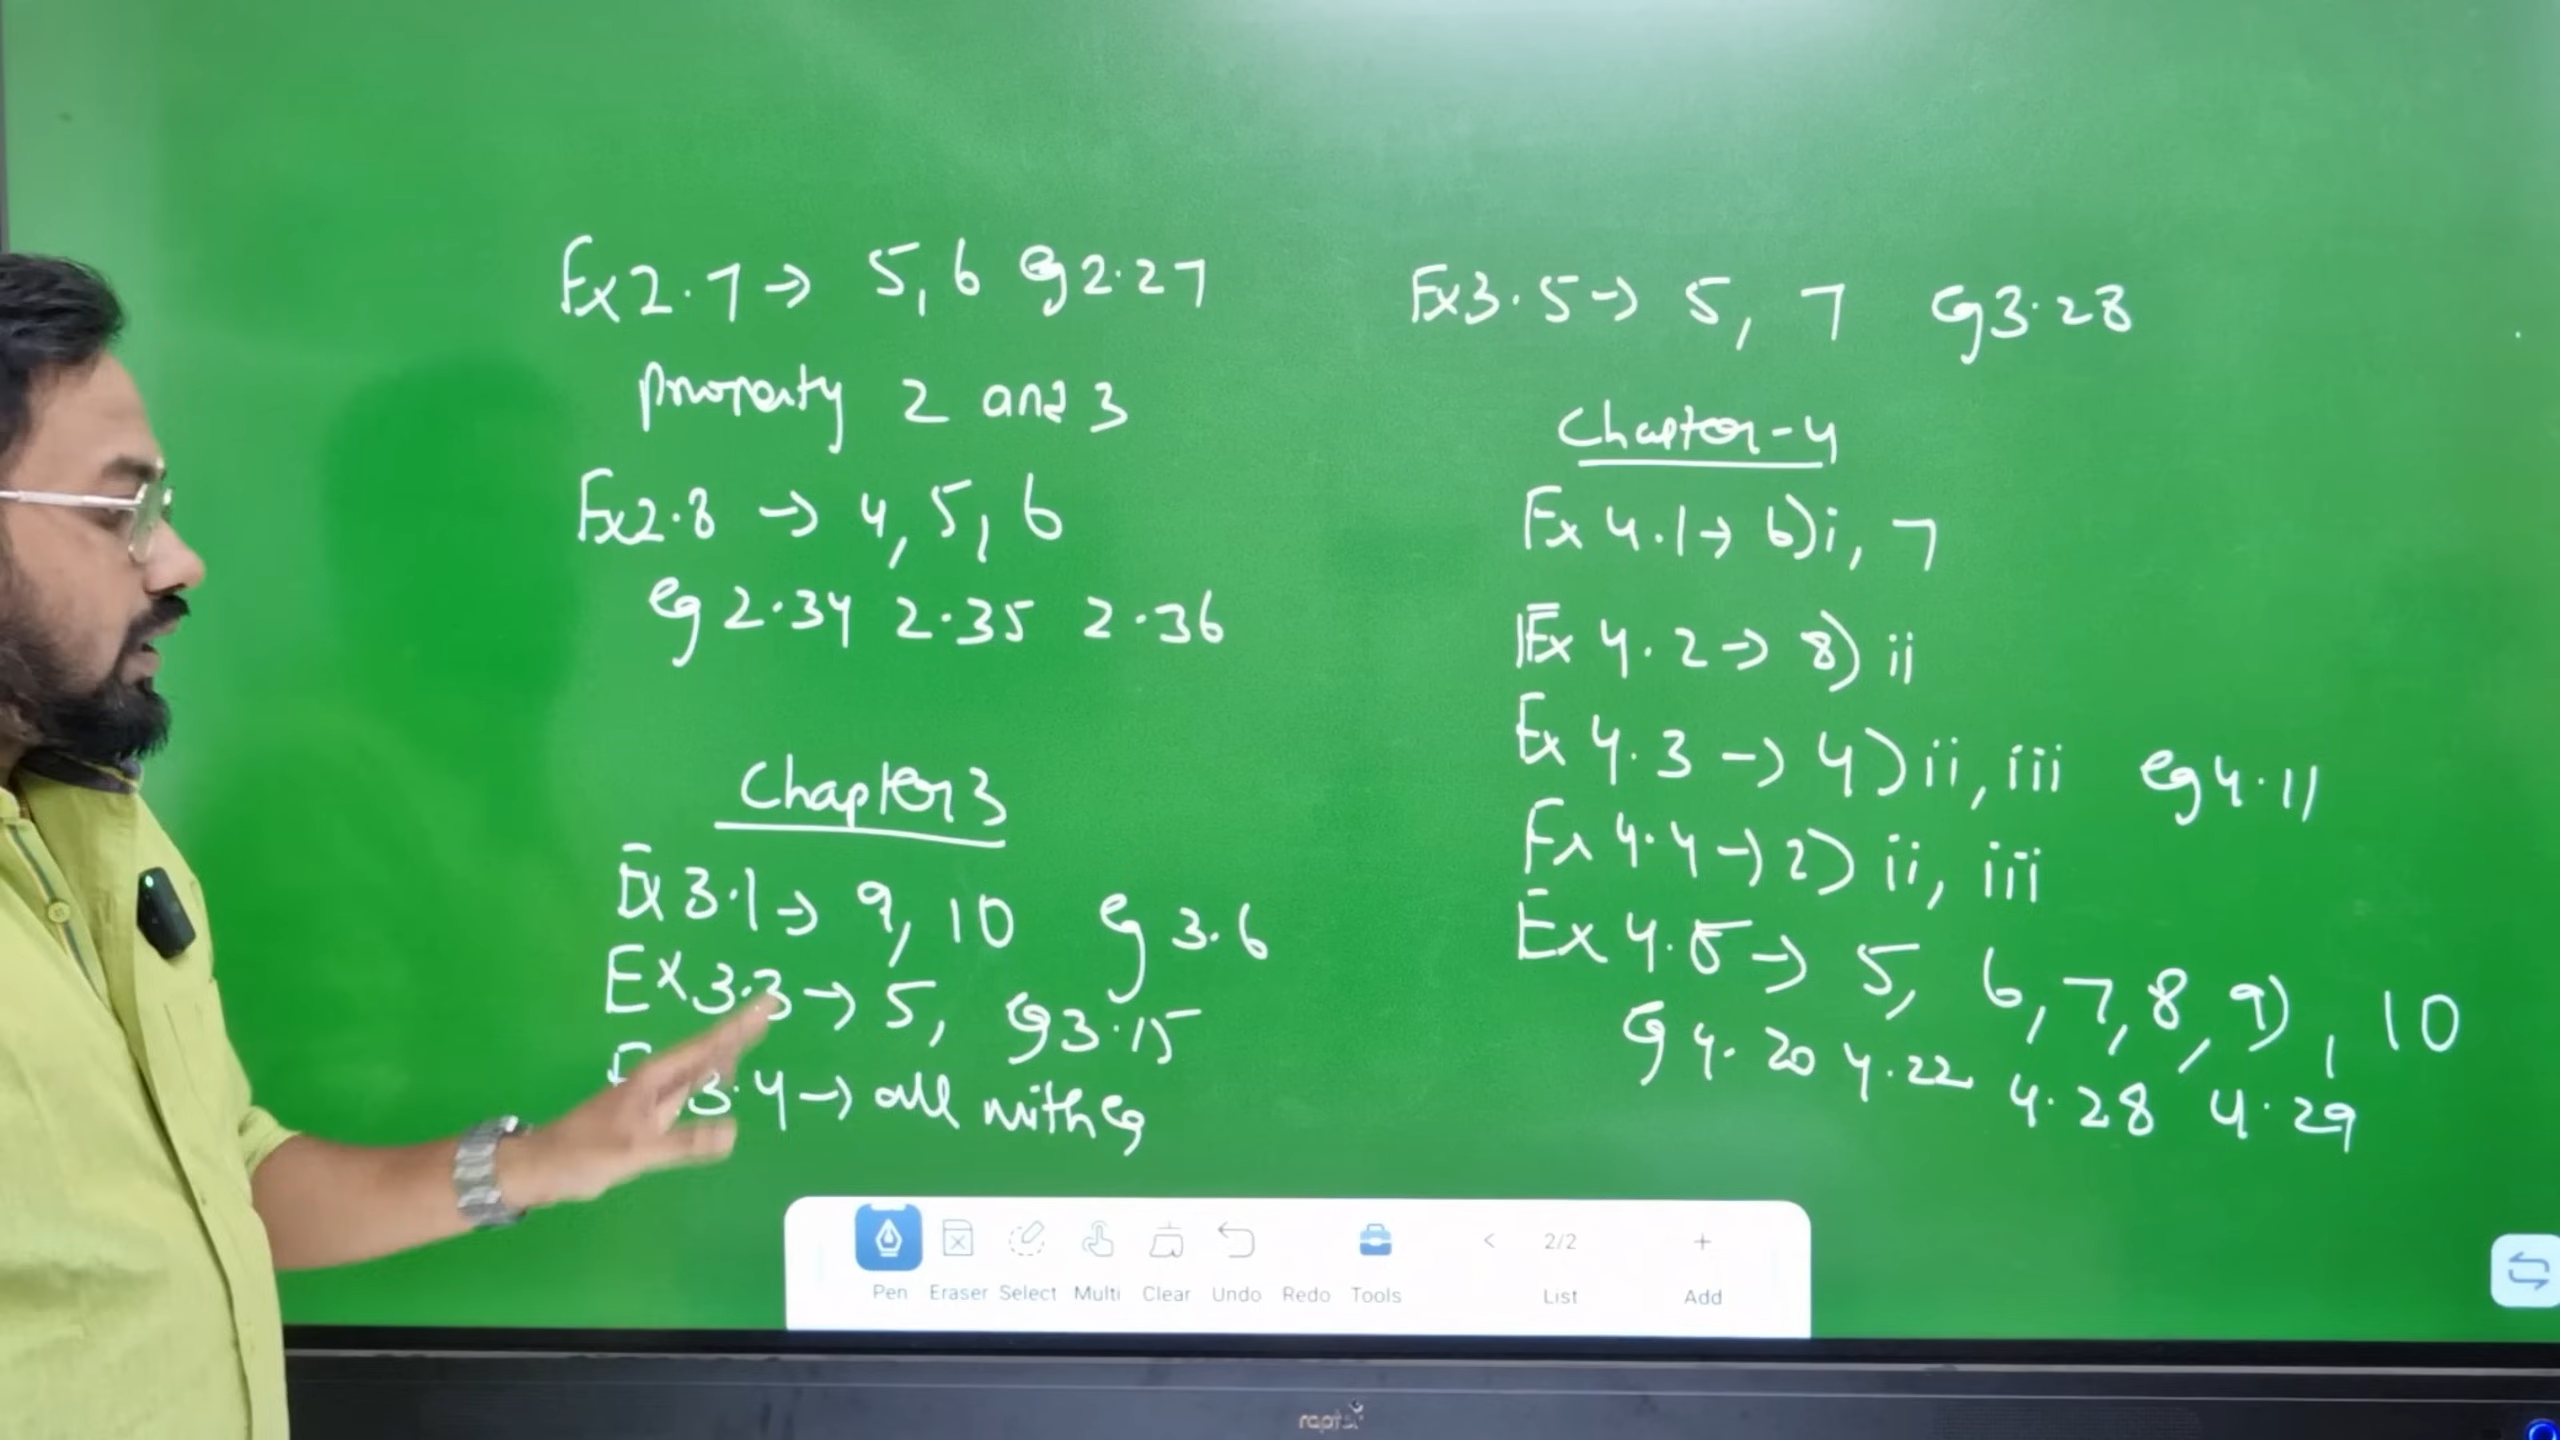 Ex 2.7 → 5, 6 eg 2.27
Property 2 and 3
Ex 2.8 → 4, 5, 6
eg 2.34 2.35 2.36
Chapter 3
Ex 3.1 → 9, 10 eg 3.6
Ex 3.3 → 5, eg 3.15
3.4 → all with eg
Ex 3.5 → 5, 7 eg 3.28
Chapter - 4
Ex 4.1 → 6) i, 7
Ex 4.2 → 8) ii
Ex 4.3 → 4) ii, iii eg 4.11
Ex 4.4 → 2) ii, iii
Ex 4.5 → 5, 6, 7, 8, 9), 10
eg 4.20 4.22 4.28 4.29
2/2
Pen Eraser Select Multi Clear Undo Redo Tools List Add